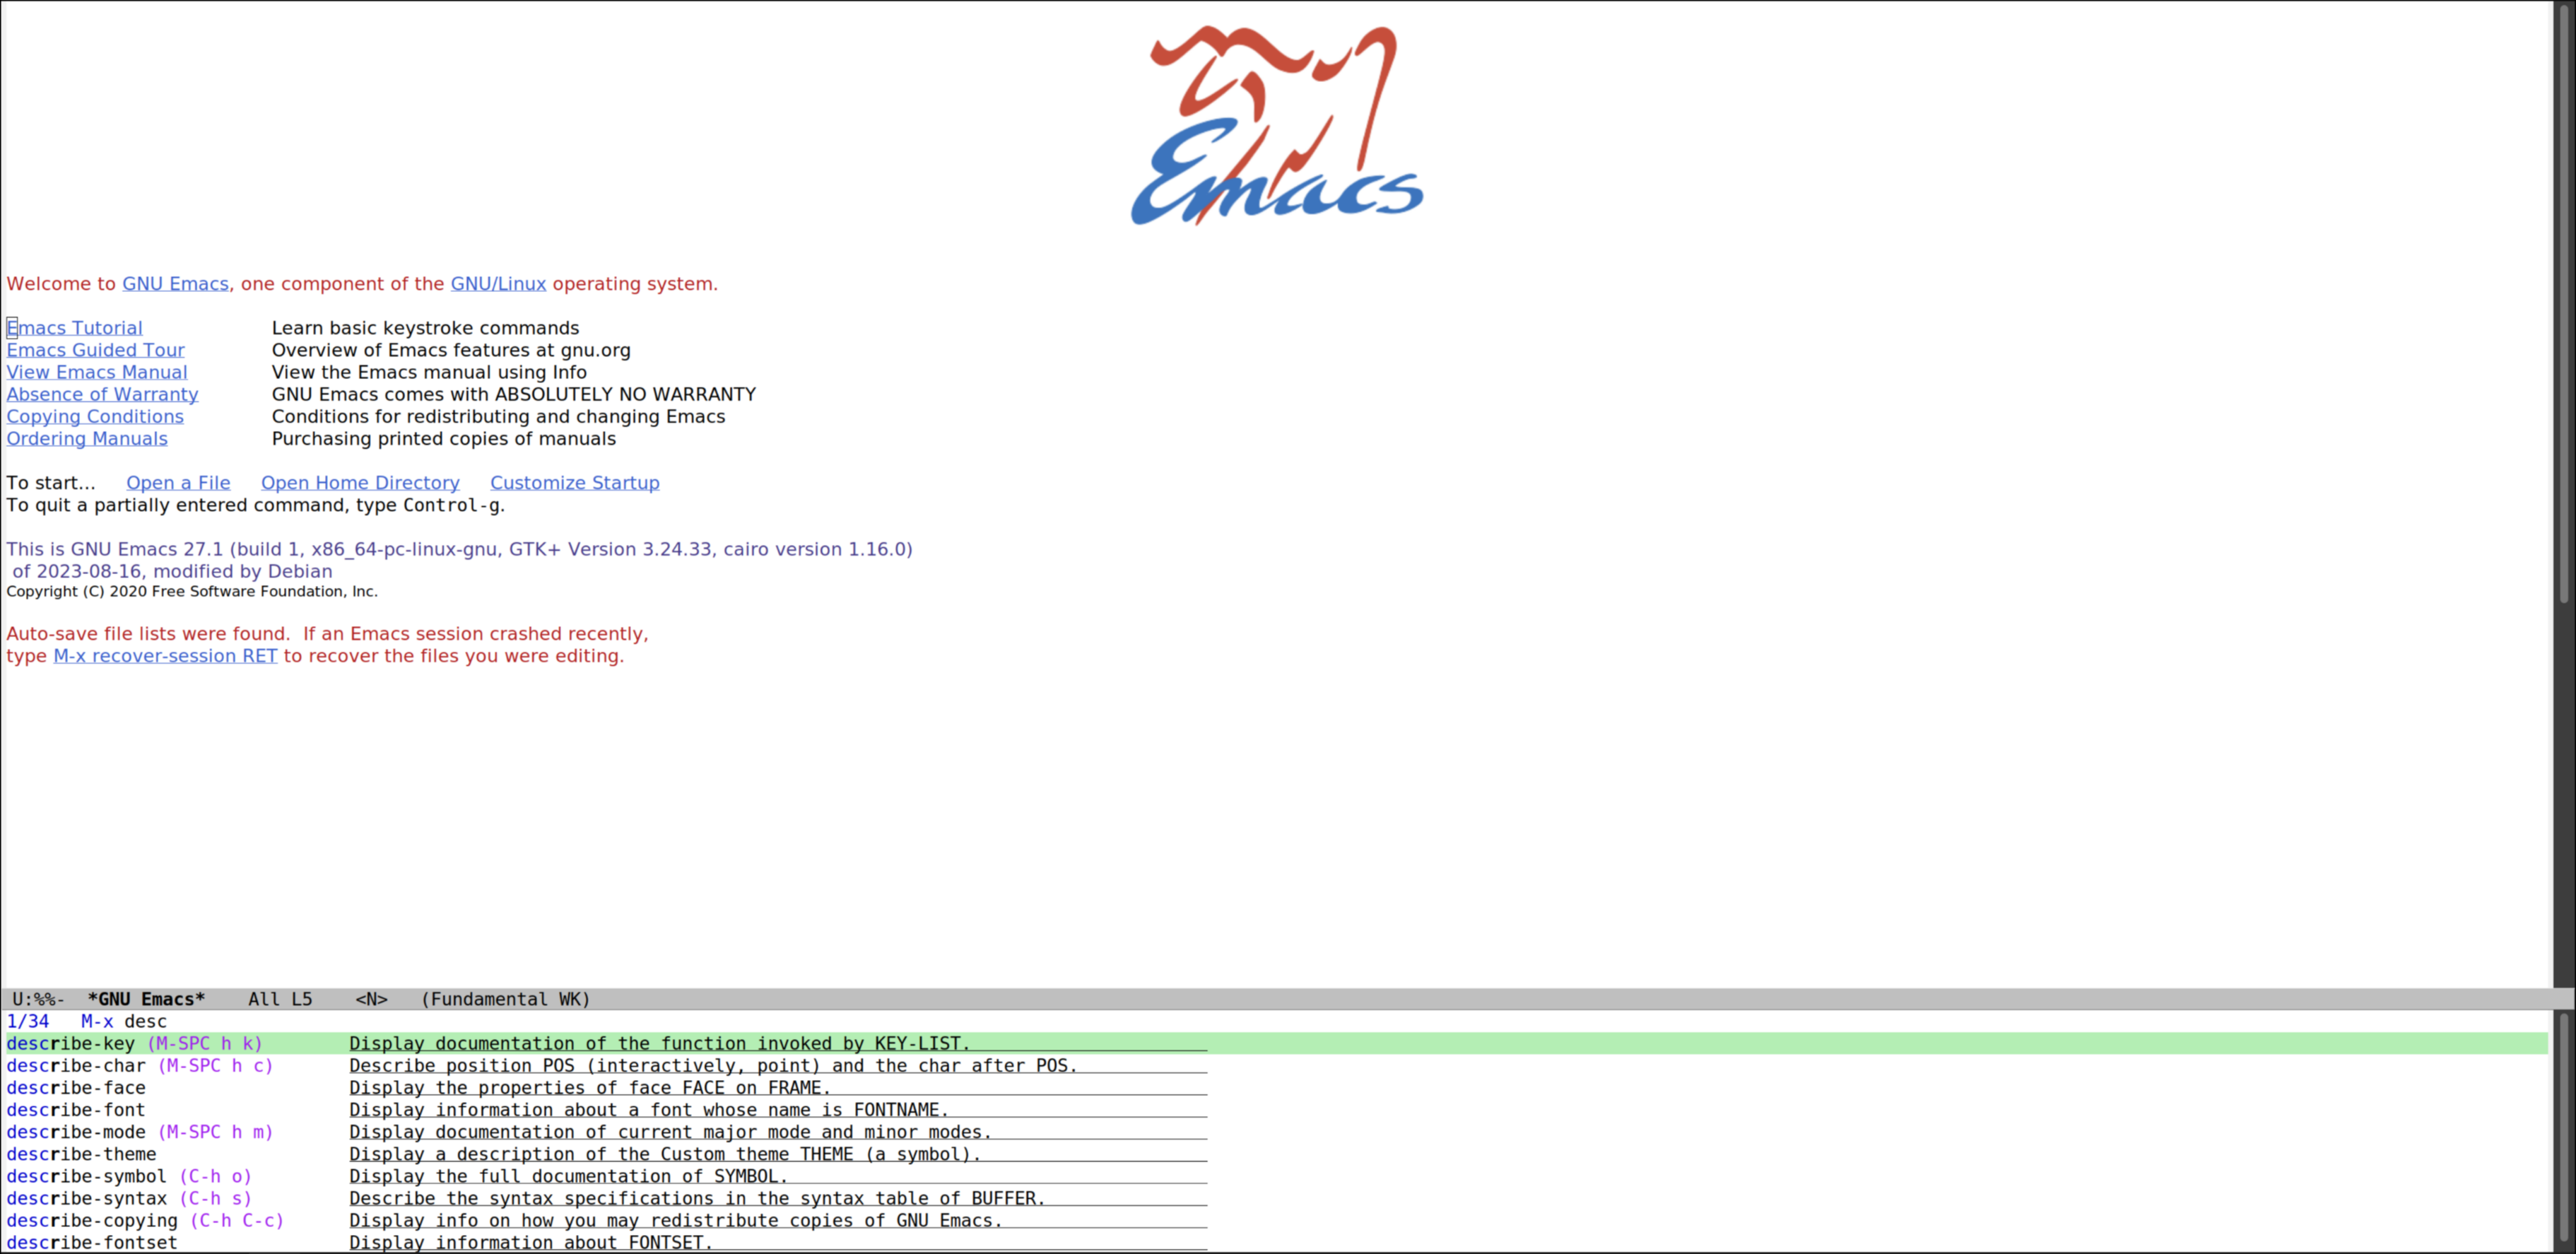 Emacs
Welcome to GNU Emacs, one component of the GNU/Linux operating system.
Emacs Tutorial Learn basic keystroke commands
Emacs Guided Tour Overview of Emacs features at gnu.org
View Emacs Manual View the Emacs manual using Info
Absence of Warranty GNU Emacs comes with ABSOLUTELY NO WARRANTY
Copying Conditions Conditions for redistributing and changing Emacs
Ordering Manuals Purchasing printed copies of manuals
To start... Open a File Open Home Directory Customize Startup
To quit a partially entered command, type Control-g.
This is GNU Emacs 27.1 (build 1, x86_64-pc-linux-gnu, GTK+ Version 3.24.33, cairo version 1.16.0)
of 2023-08-16, modified by Debian
Copyright (C) 2020 Free Software Foundation, Inc.
Auto-save file lists were found. If an Emacs session crashed recently,
type M-x recover-session RET to recover the files you were editing.
U:%%- *GNU Emacs* All L5 <N> (Fundamental WK)
1/34 M-x desc
describe-key (M-SPC h k) Display documentation of the function invoked by KEY-LIST.
describe-char (M-SPC h c) Describe position POS (interactively, point) and the char after POS.
describe-face Display the properties of face FACE on FRAME.
describe-font Display information about a font whose name is FONTNAME.
describe-mode (M-SPC h m) Display documentation of current major mode and minor modes.
describe-theme Display a description of the Custom theme THEME (a symbol).
describe-symbol (C-h o) Display the full documentation of SYMBOL.
describe-syntax (C-h s) Describe the syntax specifications in the syntax table of BUFFER.
describe-copying (C-h C-c) Display info on how you may redistribute copies of GNU Emacs.
describe-fontset Display information about FONTSET.